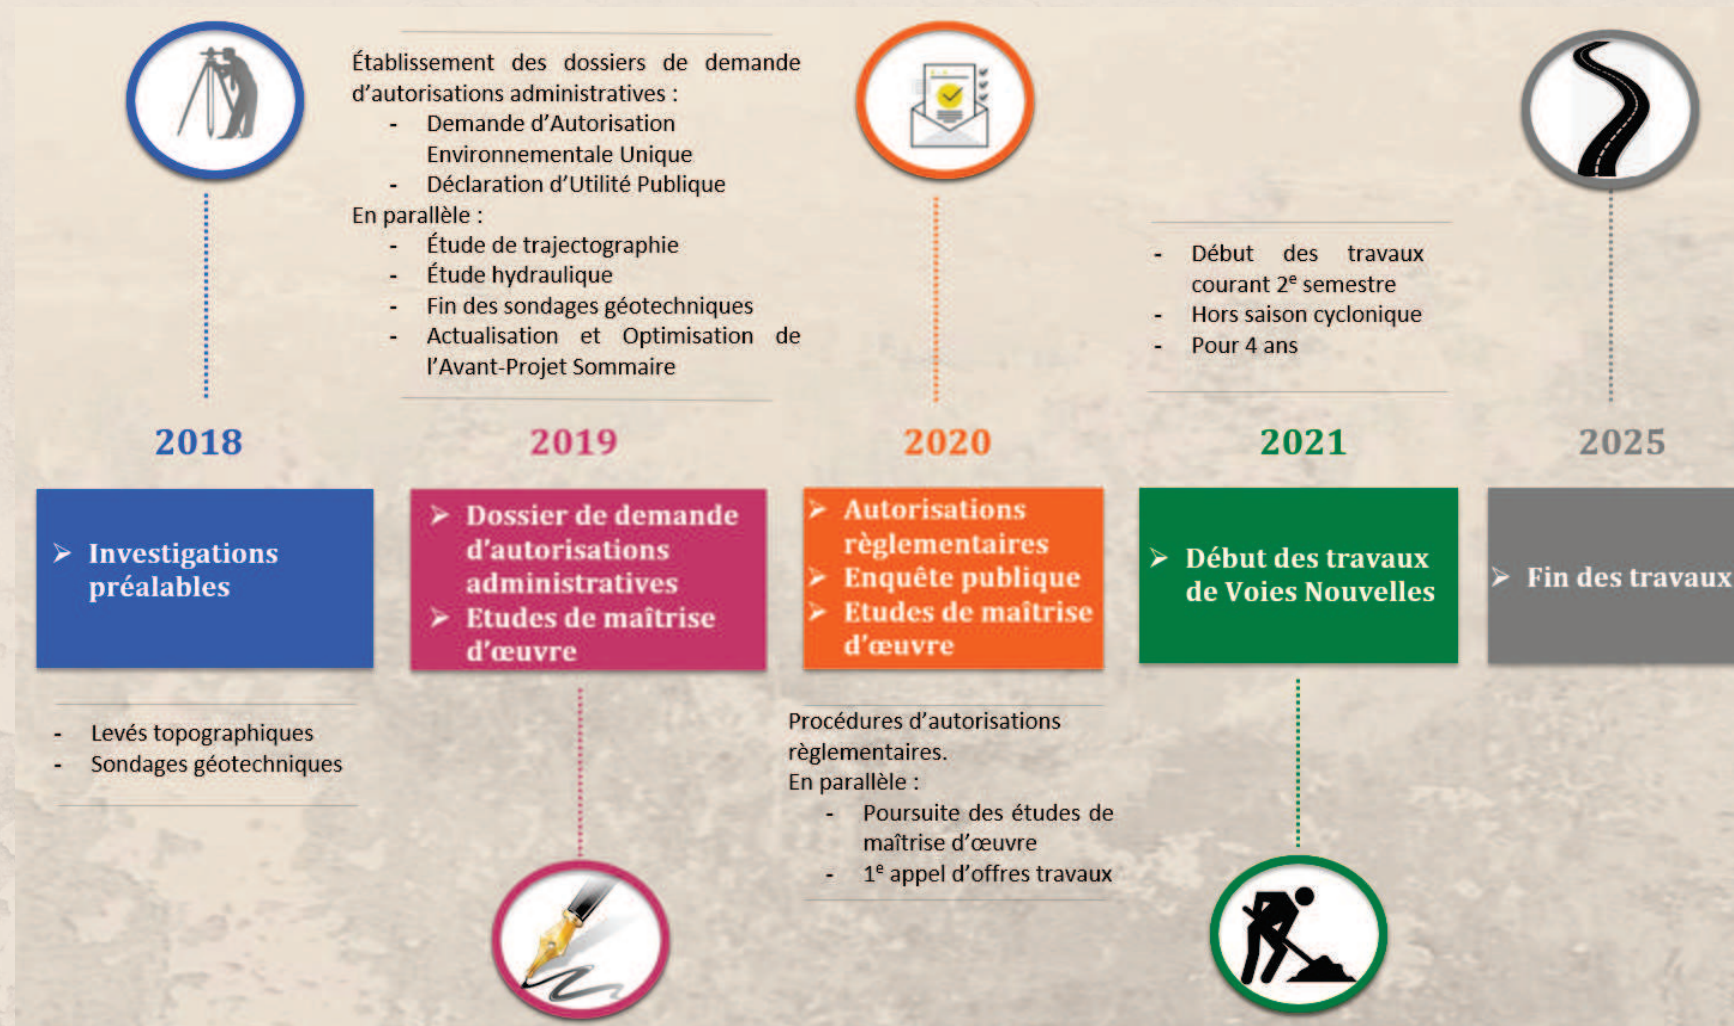 2018
➢ Investigations
préalables
- Levés topographiques
- Sondages géotechniques
Établissement des dossiers de demande
d'autorisations administratives :
- Demande d'Autorisation
Environnementale Unique
- Déclaration d'Utilité Publique
En parallèle :
- Étude de trajectographie
- Étude hydraulique
- Fin des sondages géotechniques
- Actualisation et Optimisation de
l'Avant-Projet Sommaire
2019
➢ Dossier de demande
d'autorisations
administratives
➢ Etudes de maîtrise
d'œuvre
2020
➢ Autorisations
règlementaires
➢ Enquête publique
➢ Etudes de maîtrise
d'œuvre
Procédures d'autorisations
règlementaires.
En parallèle :
- Poursuite des études de
maîtrise d'œuvre
- 1e appel d'offres travaux
- Début des travaux
courant 2e semestre
- Hors saison cyclonique
- Pour 4 ans
2021
➢ Début des travaux
de Voies Nouvelles
2025
➢ Fin des travaux